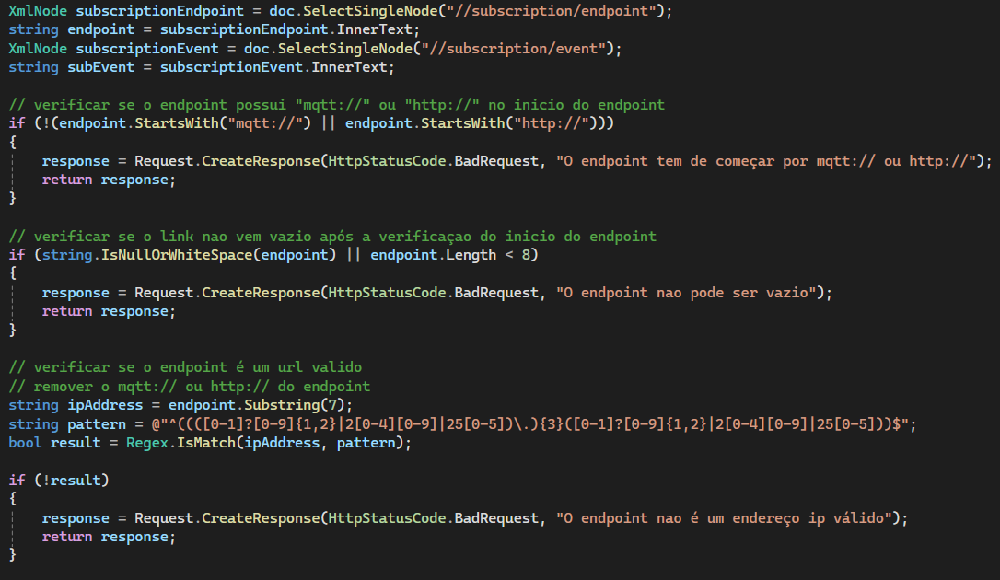 XmlNode subscriptionEndpoint = doc.SelectSingleNode("//subscription/endpoint");
string endpoint = subscriptionEndpoint.InnerText;
XmlNode subscriptionEvent = doc.SelectSingleNode("//subscription/event");
string subEvent = subscriptionEvent.InnerText;

// verificar se o endpoint possui "mqtt://" ou "http://" no inicio do endpoint
if (!(endpoint.StartsWith("mqtt://") || endpoint.StartsWith("http://")))
{
    response = Request.CreateResponse(HttpStatusCode.BadRequest, "O endpoint tem de começar por mqtt:// ou http://");
    return response;
}

// verificar se o link nao vem vazio após a verificaçao do inicio do endpoint
if (string.IsNullOrWhiteSpace(endpoint) || endpoint.Length < 8)
{
    response = Request.CreateResponse(HttpStatusCode.BadRequest, "O endpoint nao pode ser vazio");
    return response;
}

// verificar se o endpoint é um url valido
// remover o mqtt:// ou http:// do endpoint
string ipAddress = endpoint.Substring(7);
string pattern = @"^((([0-1]?[0-9]{1,2}|2[0-4][0-9]|25[0-5])\.){3}([0-1]?[0-9]{1,2}|2[0-4][0-9]|25[0-5]))$";
bool result = Regex.IsMatch(ipAddress, pattern);

if (!result)
{
    response = Request.CreateResponse(HttpStatusCode.BadRequest, "O endpoint nao é um endereço ip válido");
    return response;
}